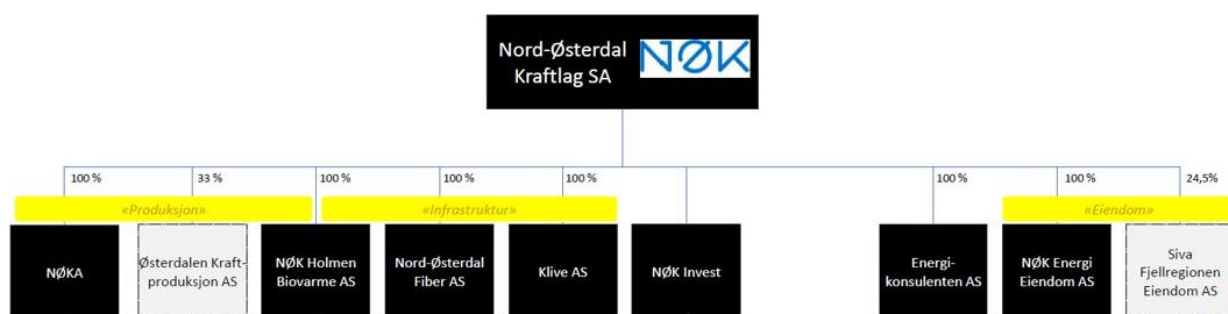 Nord-Østerdal
Kraftlag SA
NØK
100 %
33 %
100 %
100 %
100 %
100 %
100 %
24,5%
«Produksjon»
«Infrastruktur»
«Eiendom»
NØKA
Østerdalen Kraft-
produksjon AS
NØK Holmen
Biovarme AS
Nord-Østerdal
Fiber AS
Klive AS
NØK Invest
Energi-
konsulenten AS
NØK Energi
Eiendom AS
Siva
Fjellregionen
Eiendom AS